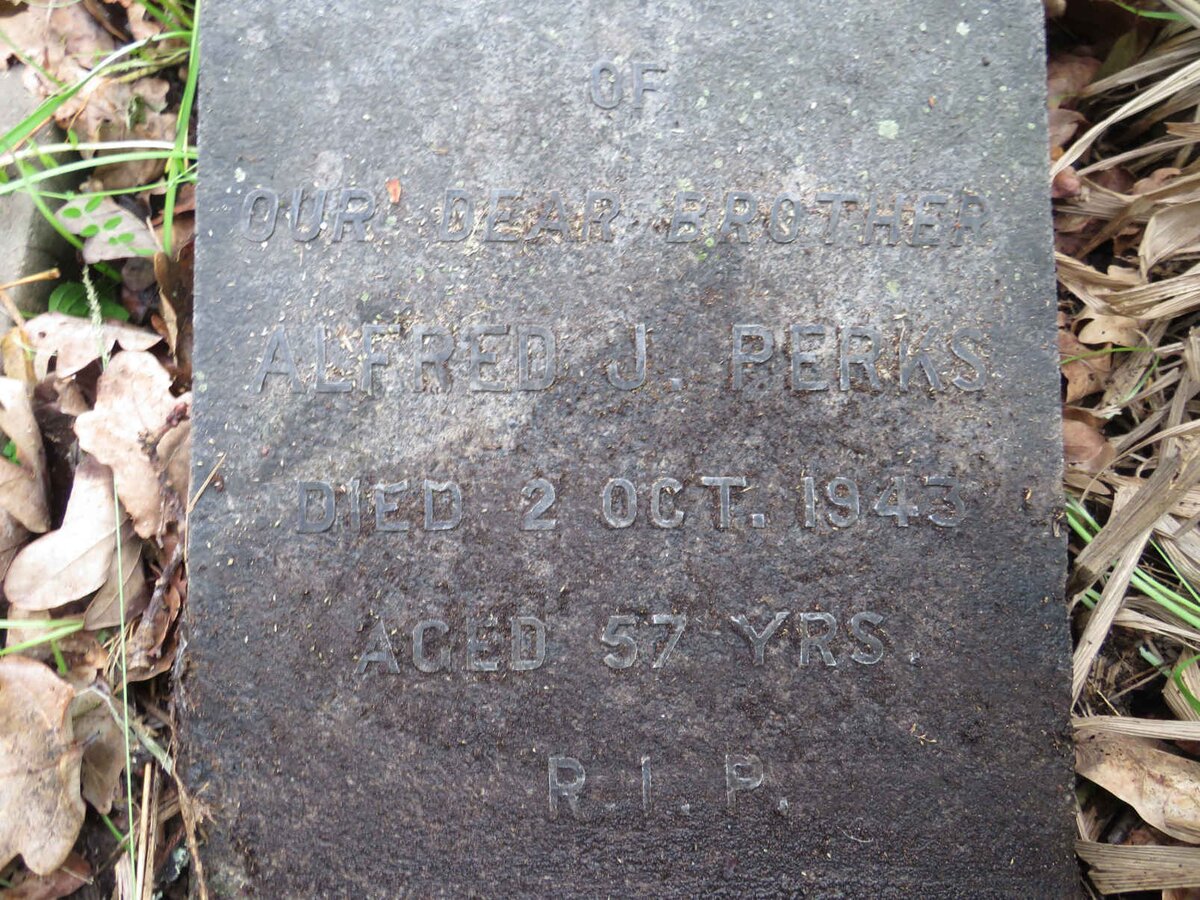 OF
OUR DEAR BROTHER
ALFRED J. PERKS
DIED 2 OCT. 1943
AGED 57 YRS.
R.I.P.